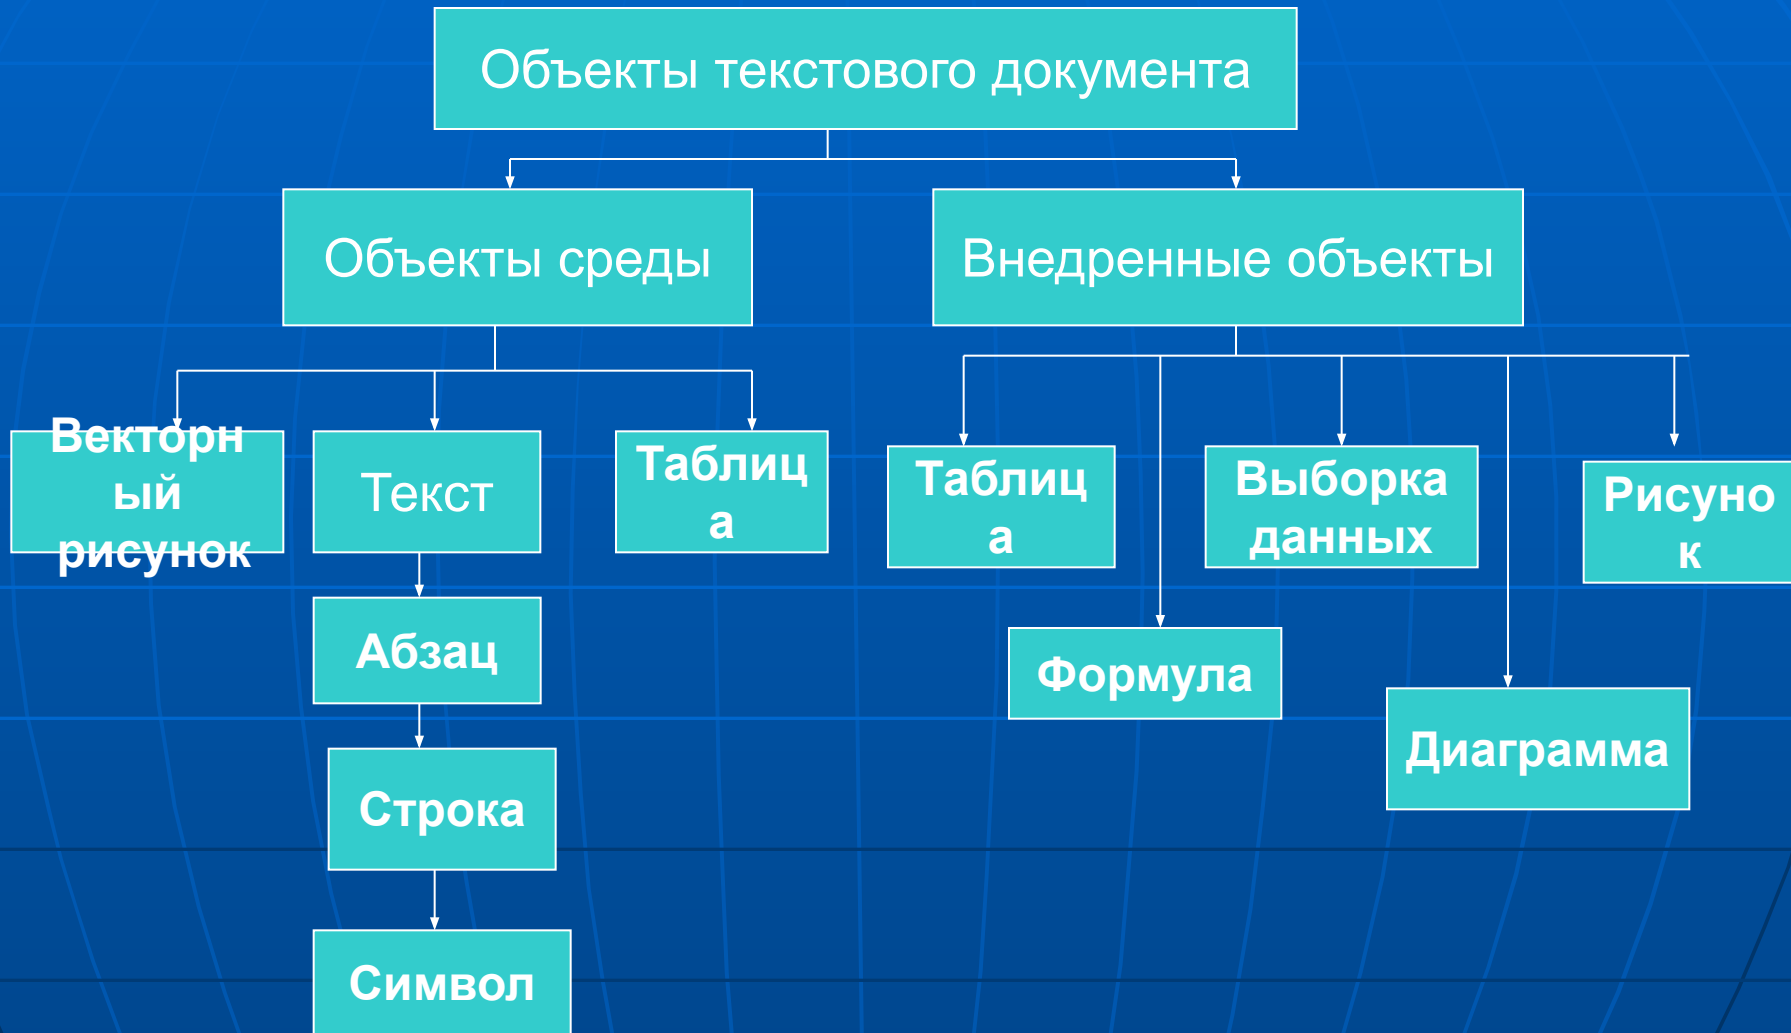 Объекты текстового документа
Объекты среды
Внедренные объекты
Векторн
ый
рисунок
Текст
Таблиц
а
Таблиц
а
Выборка
данных
Рисуно
к
Абзац
Формула
Диаграмма
Строка
Символ